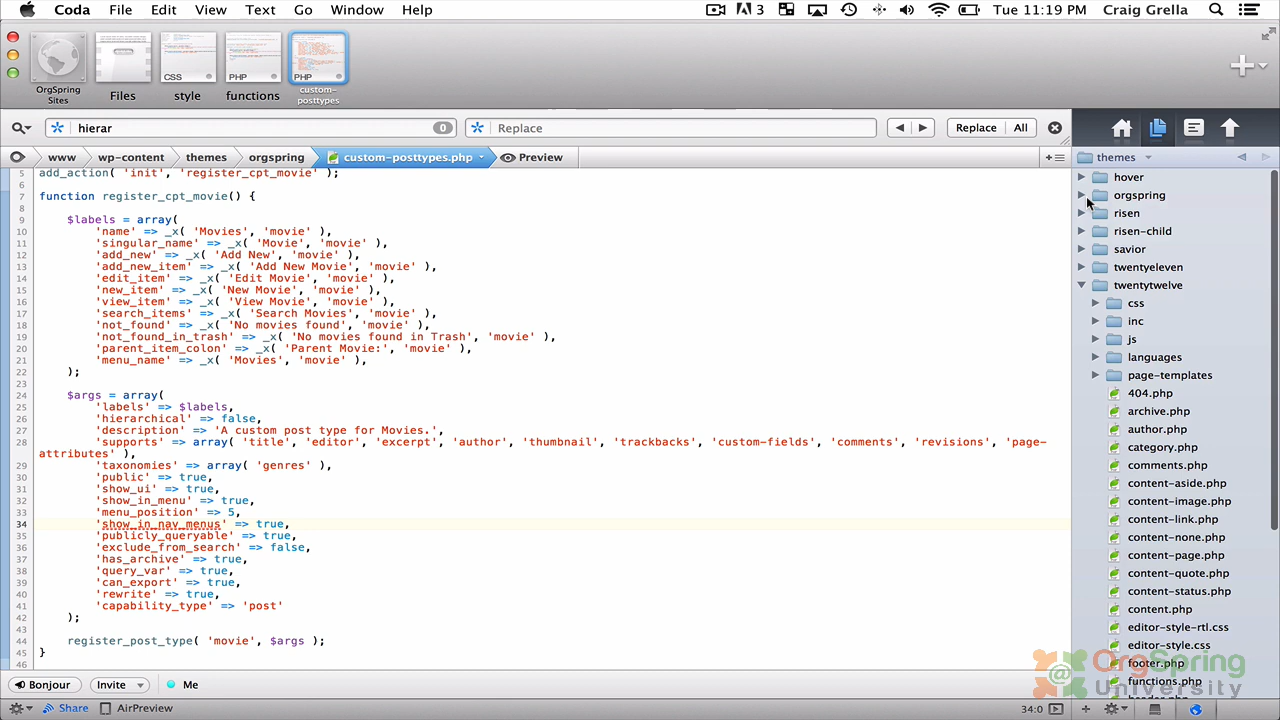 Coda File Edit View Text Go Window Help 3 Tue 11:19 PM Craig Grella
OrgSpring Sites
Files
CSS
style
PHP
functions
PHP
custom-posttypes
hierar 0 Replace Replace All
www wp-content themes orgspring custom-posttypes.php Preview
5 add_action( 'init', 'register_cpt_movie' );
6
7 function register_cpt_movie() {
8
9 $labels = array(
10 'name' => _x( 'Movies', 'movie' ),
11 'singular_name' => _x( 'Movie', 'movie' ),
12 'add_new' => _x( 'Add New', 'movie' ),
13 'add_new_item' => _x( 'Add New Movie', 'movie' ),
14 'edit_item' => _x( 'Edit Movie', 'movie' ),
15 'new_item' => _x( 'New Movie', 'movie' ),
16 'view_item' => _x( 'View Movie', 'movie' ),
17 'search_items' => _x( 'Search Movies', 'movie' ),
18 'not_found' => _x( 'No movies found', 'movie' ),
19 'not_found_in_trash' => _x( 'No movies found in Trash', 'movie' ),
20 'parent_item_colon' => _x( 'Parent Movie:', 'movie' ),
21 'menu_name' => _x( 'Movies', 'movie' ),
22 );
23
24 $args = array(
25 'labels' => $labels,
26 'hierarchical' => false,
27 'description' => 'A custom post type for Movies.',
28 'supports' => array( 'title', 'editor', 'excerpt', 'author', 'thumbnail', 'trackbacks', 'custom-fields', 'comments', 'revisions', 'page-
attributes' ),
29 'taxonomies' => array( 'genres' ),
30 'public' => true,
31 'show_ui' => true,
32 'show_in_menu' => true,
33 'menu_position' => 5,
34 'show_in_nav_menus' => true,
35 'publicly_queryable' => true,
36 'exclude_from_search' => false,
37 'has_archive' => true,
38 'query_var' => true,
39 'can_export' => true,
40 'rewrite' => true,
41 'capability_type' => 'post'
42 );
43
44 register_post_type( 'movie', $args );
45 }
46
themes
hover
orgspring
risen
risen-child
savior
twentyeleven
twentytwelve
css
inc
js
languages
page-templates
404.php
archive.php
author.php
category.php
comments.php
content-aside.php
content-image.php
content-link.php
content-none.php
content-page.php
content-quote.php
content-status.php
content.php
editor-style-rtl.css
editor-style.css
footer.php
functions.php
header.php
OrgSpring
University
Bonjour Invite Me
Share AirPreview 34:0